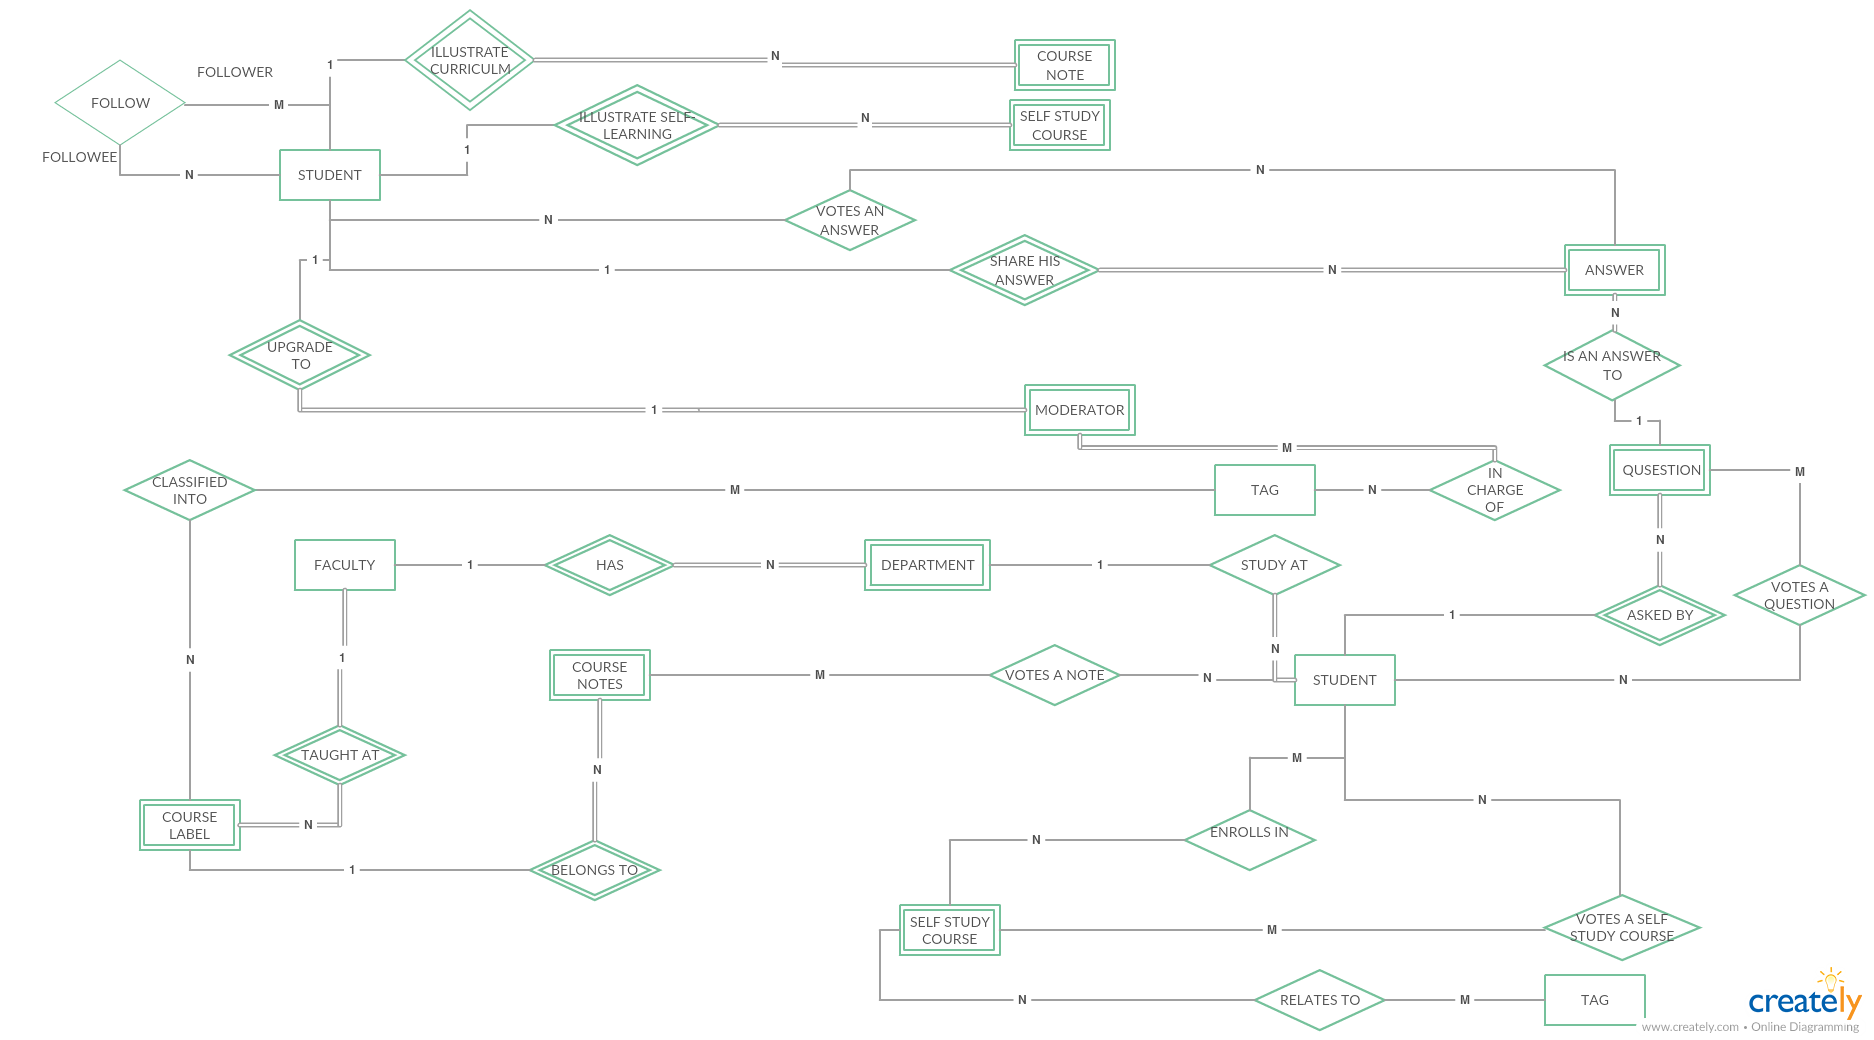 ILLUSTRATE
CURRICULM
1
N
COURSE
NOTE
FOLLOWER
FOLLOW
M
ILLUSTRATE SELF-
LEARNING
N
SELF STUDY
COURSE
FOLLOWEE
1
N
STUDENT
N
VOTES AN
ANSWER
N
1
1
SHARE HIS
ANSWER
N
ANSWER
N
UPGRADE
TO
IS AN ANSWER
TO
1
MODERATOR
1
M
CLASSIFIED
INTO
M
TAG
N
IN
CHARGE
OF
QUSESTION
M
N
FACULTY
1
HAS
N
DEPARTMENT
1
STUDY AT
VOTES A
QUESTION
1
ASKED BY
N
1
N
COURSE
NOTES
M
VOTES A NOTE
N
STUDENT
N
TAUGHT AT
N
M
COURSE
LABEL
N
N
ENROLLS IN
N
1
BELONGS TO
SELF STUDY
COURSE
M
VOTES A SELF
STUDY COURSE
N
RELATES TO
M
TAG
creately
www.creately.com • Online Diagramming